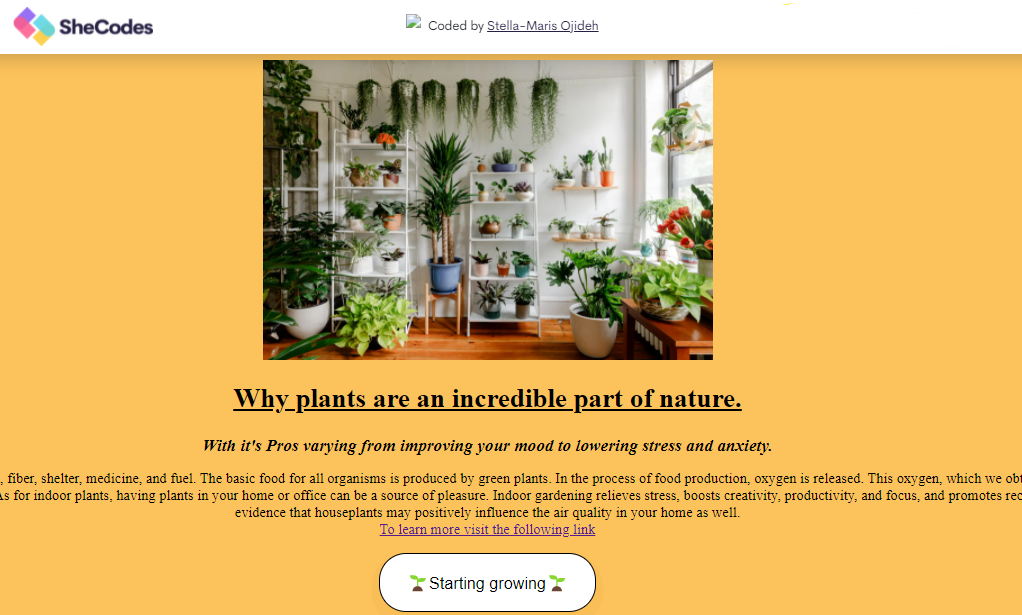 SheCodes
Coded by Stella-Maris Ojideh
Why plants are an incredible part of nature.
With it's Pros varying from improving your mood to lowering stress and anxiety.
, fiber, shelter, medicine, and fuel. The basic food for all organisms is produced by green plants. In the process of food production, oxygen is released. This oxygen, which we
As for indoor plants, having plants in your home or office can be a source of pleasure. Indoor gardening relieves stress, boosts creativity, productivity, and focus, and promotes
evidence that houseplants may positively influence the air quality in your home as well.
To learn more visit the following link
🌱Starting growing🌱